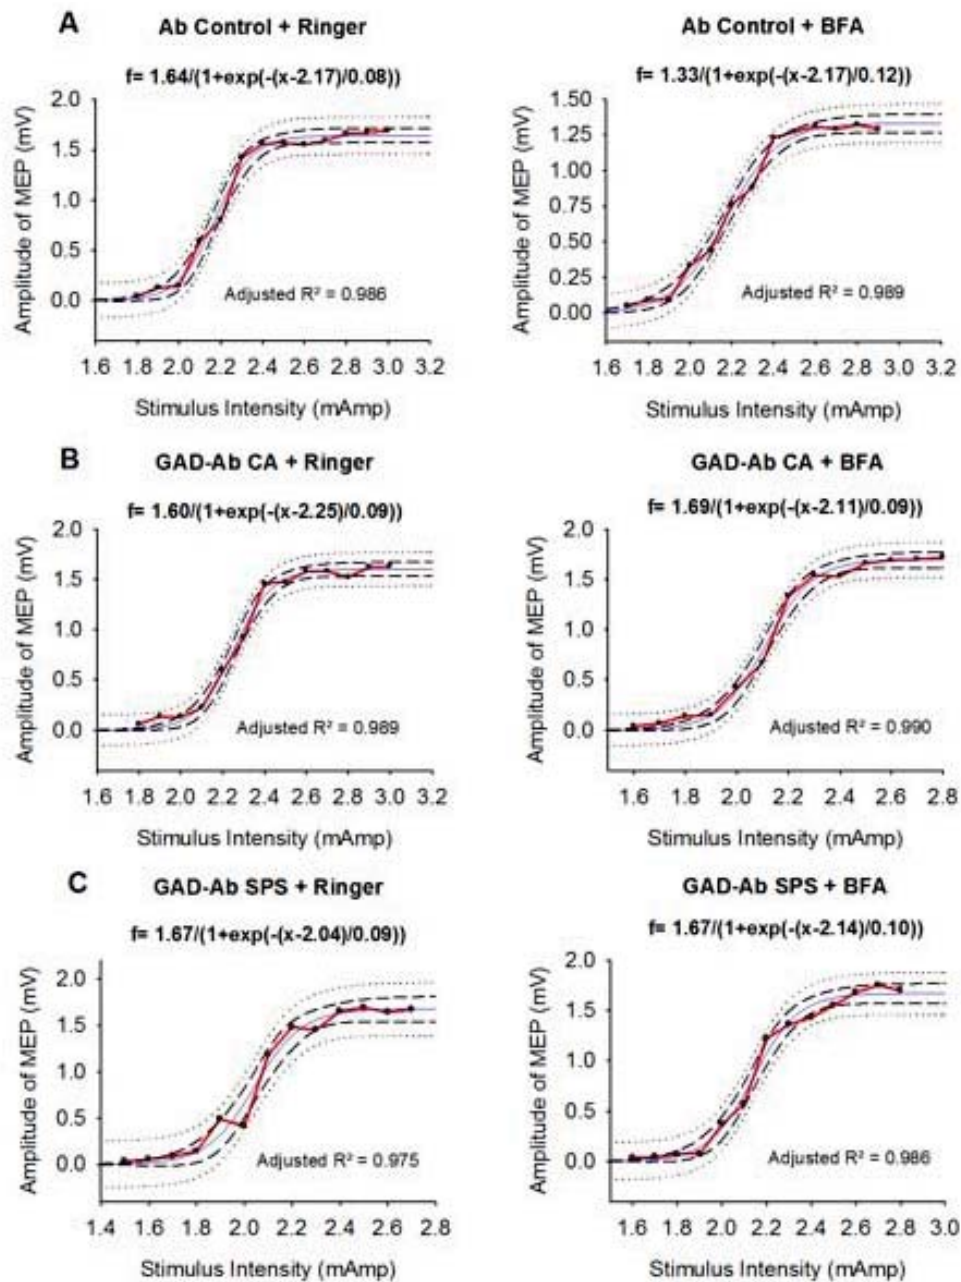 A
Ab Control + Ringer
f= 1.64/(1+exp(-(x-2.17)/0.08))
Amplitude of MEP (mV)
2.0
1.5
1.0
0.5
0.0
Adjusted R² = 0.986
1.6 1.8 2.0 2.2 2.4 2.6 2.8 3.0 3.2
Stimulus Intensity (mAmp)
Ab Control + BFA
f= 1.33/(1+exp(-(x-2.17)/0.12))
Amplitude of MEP (mV)
1.50
1.25
1.00
0.75
0.50
0.25
0.00
Adjusted R² = 0.989
1.6 1.8 2.0 2.2 2.4 2.6 2.8 3.0 3.2
Stimulus Intensity (mAmp)
B
GAD-Ab CA + Ringer
f= 1.60/(1+exp(-(x-2.25)/0.09))
Amplitude of MEP (mV)
2.0
1.5
1.0
0.5
0.0
Adjusted R² = 0.989
1.6 1.8 2.0 2.2 2.4 2.6 2.8 3.0 3.2
Stimulus Intensity (mAmp)
GAD-Ab CA + BFA
f= 1.69/(1+exp(-(x-2.11)/0.09))
Amplitude of MEP (mV)
2.0
1.5
1.0
0.5
0.0
Adjusted R² = 0.990
1.6 1.8 2.0 2.2 2.4 2.6 2.8
Stimulus Intensity (mAmp)
C
GAD-Ab SPS + Ringer
f= 1.67/(1+exp(-(x-2.04)/0.09))
Amplitude of MEP (mV)
2.0
1.5
1.0
0.5
0.0
Adjusted R² = 0.975
1.4 1.6 1.8 2.0 2.2 2.4 2.6 2.8
Stimulus Intensity (mAmp)
GAD-Ab SPS + BFA
f= 1.67/(1+exp(-(x-2.14)/0.10))
Amplitude of MEP (mV)
2.0
1.5
1.0
0.5
0.0
Adjusted R² = 0.986
1.6 1.8 2.0 2.2 2.4 2.6 2.8 3.0
Stimulus Intensity (mAmp)